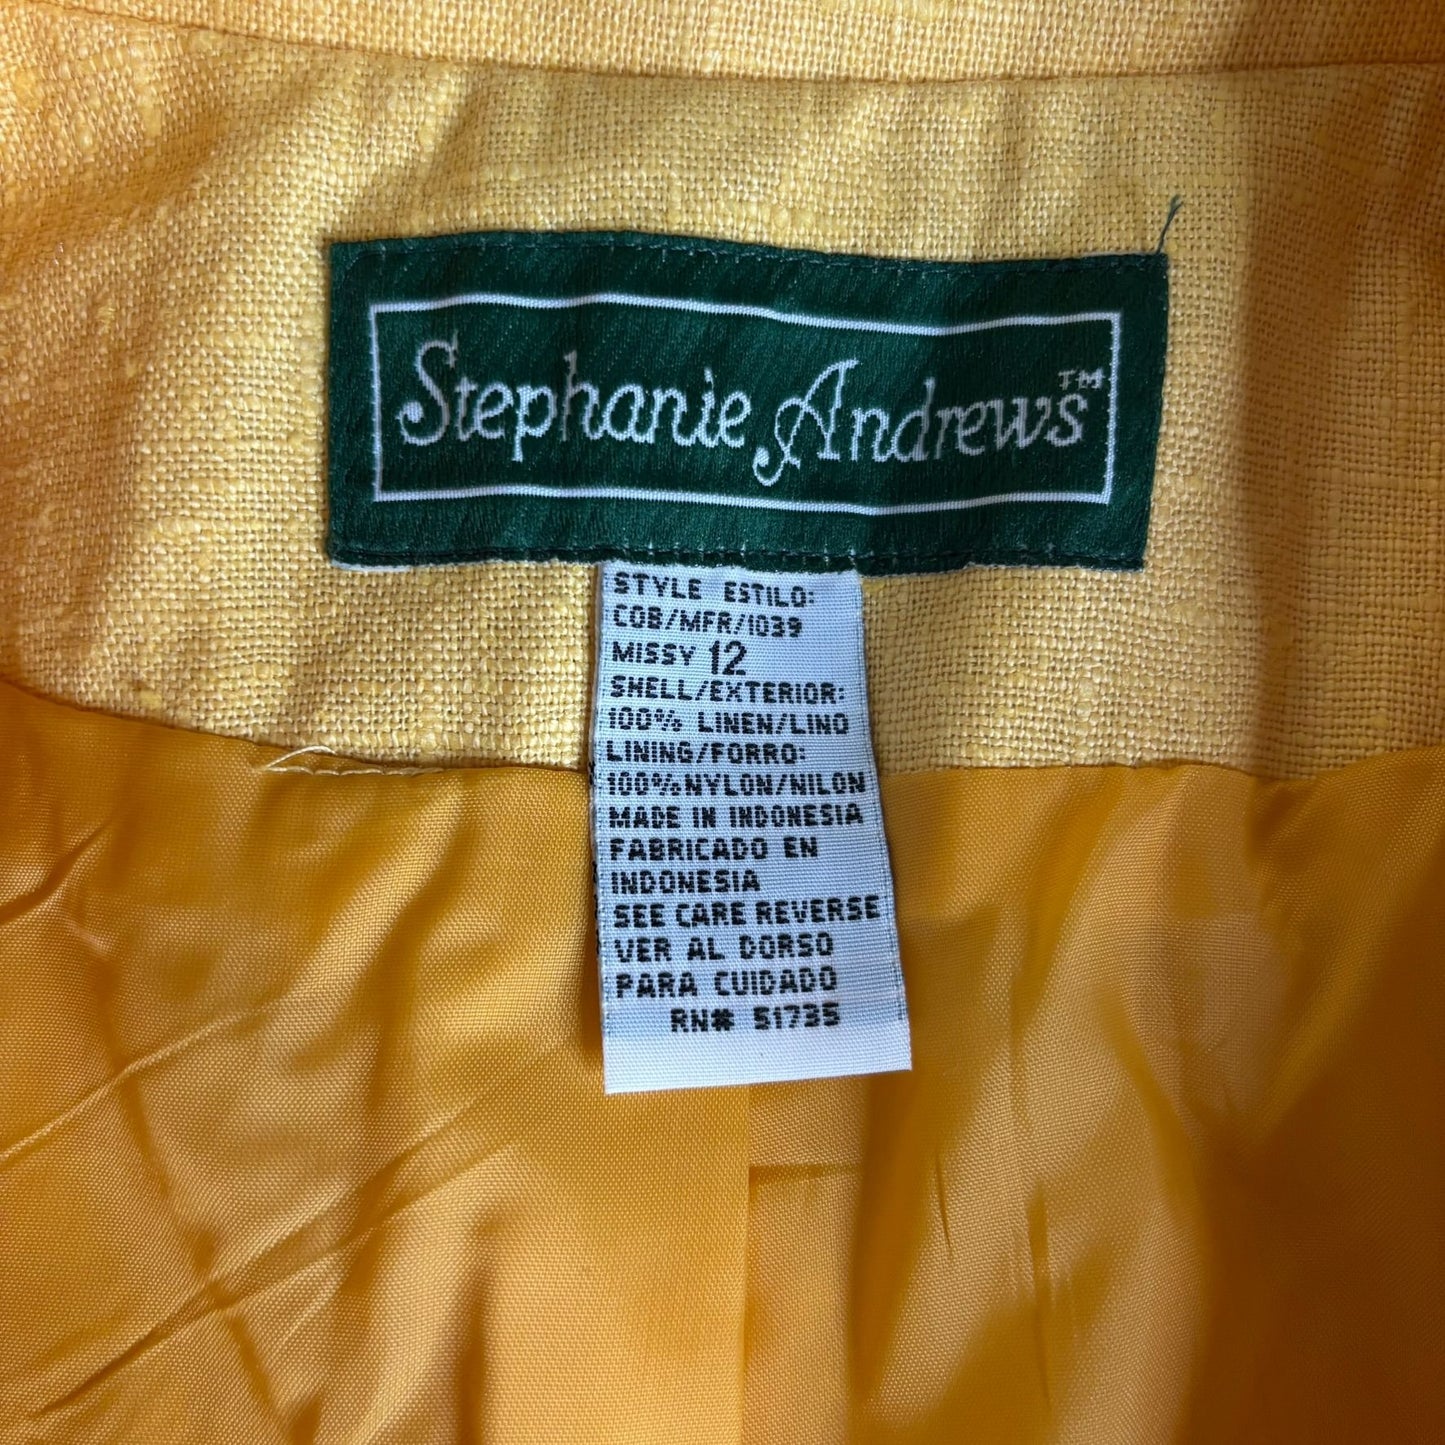 Stephanie Andrews™
STYLE ESTILO:
COB/MFR/1039
MISSY 12
SHELL/EXTERIOR:
100% LINEN/LINO
LINING/FORRO:
100% NYLON/NILON
MADE IN INDONESIA
FABRICADO EN
INDONESIA
SEE CARE REVERSE
VER AL DORSO
PARA CUIDADO
RN# 51735